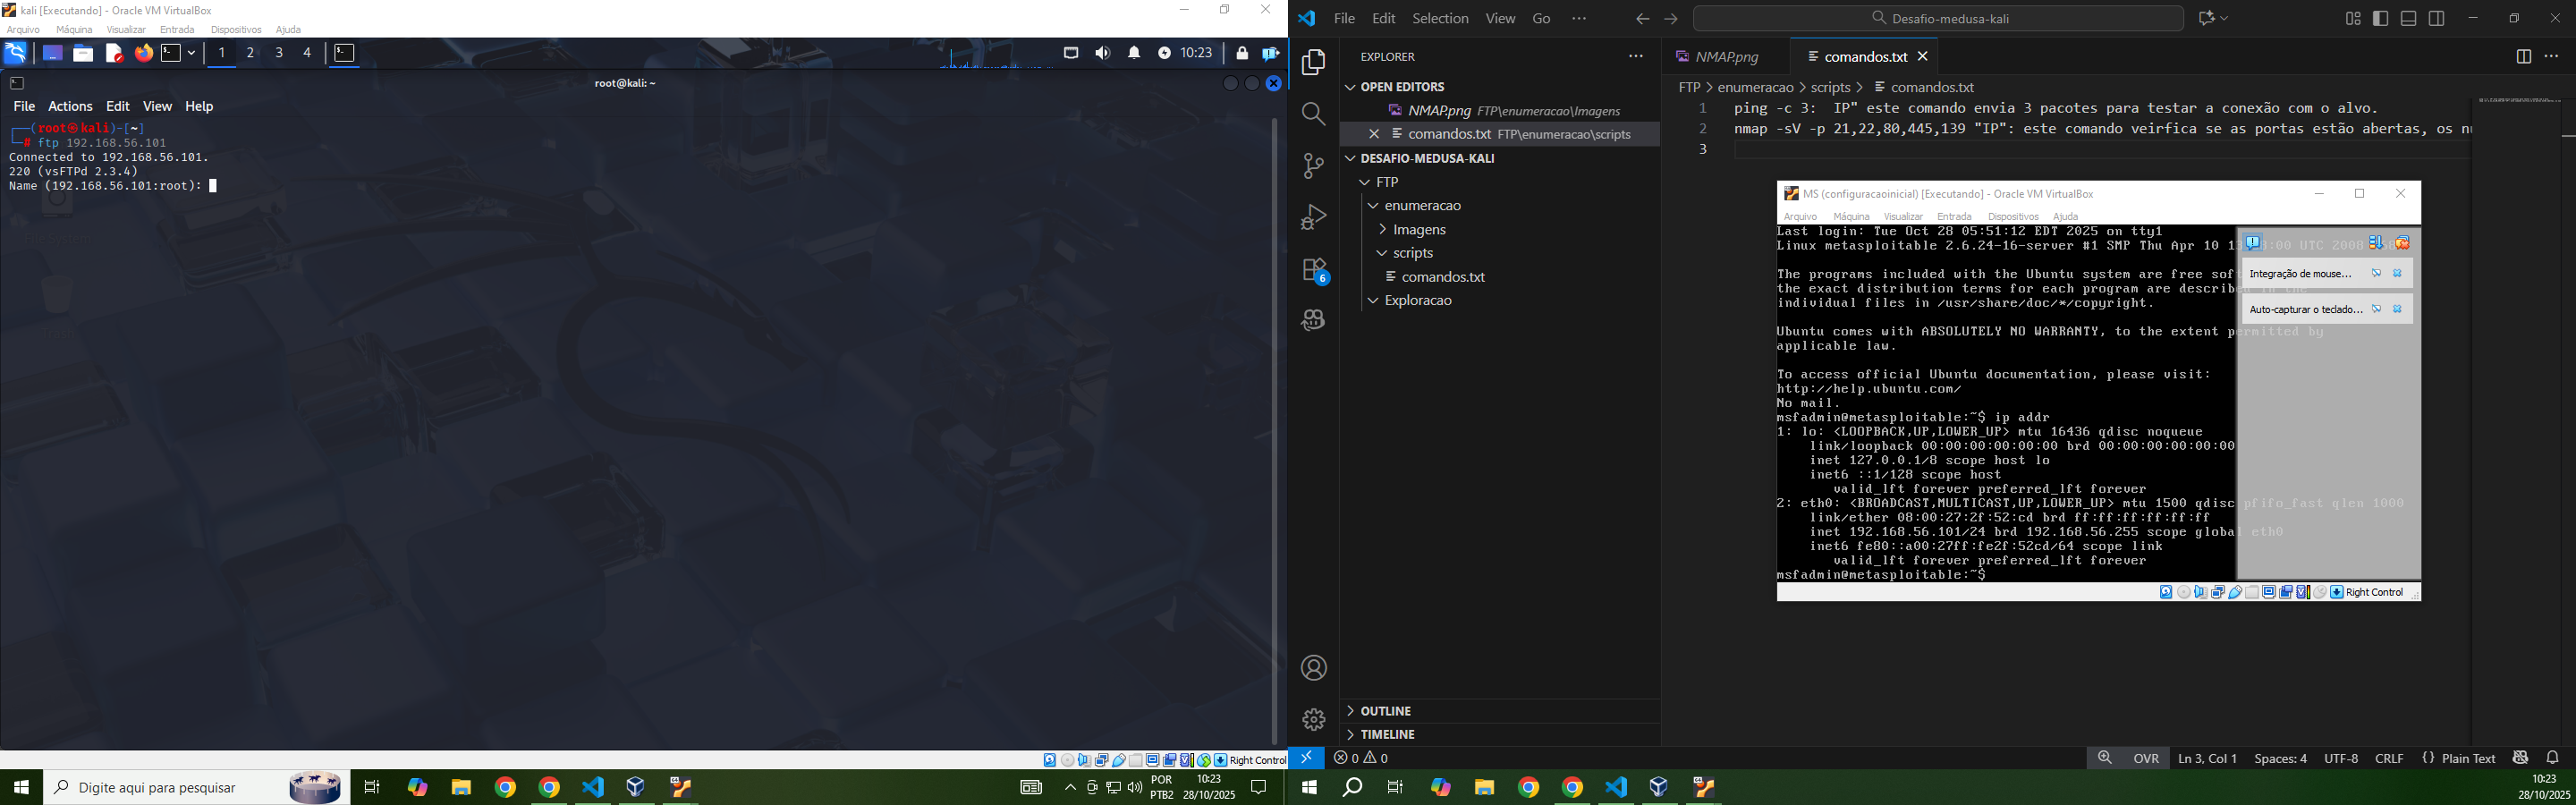 kali [Executando] - Oracle VM VirtualBox
Arquivo Máquina Visualizar Entrada Dispositivos Ajuda
1 2 3 4
10:23
root@kali: ~
File Actions Edit View Help
┌──(root㉿kali)-[~]
└─# ftp 192.168.56.101
Connected to 192.168.56.101.
220 (vsFTPd 2.3.4)
Name (192.168.56.101:root):
Right Control
Digite aqui para pesquisar
POR
PTB2
10:23
28/10/2025
File Edit Selection View Go ···
Desafio-medusa-kali
EXPLORER
OPEN EDITORS
NMAP.png FTP\enumeracao\Imagens
comandos.txt FTP\enumeracao\scripts
DESAFIO-MEDUSA-KALI
FTP
enumeracao
Imagens
scripts
comandos.txt
Exploracao
6
OUTLINE
TIMELINE
NMAP.png
comandos.txt
FTP > enumeracao > scripts > comandos.txt
1 ping -c 3: IP" este comando envia 3 pacotes para testar a conexão com o alvo.
2 nmap -sV -p 21,22,80,445,139 "IP": este comando veirfica se as portas estão abertas, os nu
3
MS (configuracaoinicial) [Executando] - Oracle VM VirtualBox
Arquivo Máquina Visualizar Entrada Dispositivos Ajuda
Last login: Tue Oct 28 05:51:12 EDT 2025 on tty1
Linux metasploitable 2.6.24-16-server #1 SMP Thu Apr 10 UTC 2008
The programs included with the Ubuntu system are free
the exact distribution terms for each program are described in the
individual files in /usr/share/doc/*/copyright.
Ubuntu comes with ABSOLUTELY NO WARRANTY, to the extent permitted by
applicable law.
To access official Ubuntu documentation, please visit:
http://help.ubuntu.com/
No mail.
msfadmin@metasploitable:~$ ip addr
1: lo: <LOOPBACK,UP,LOWER_UP> mtu 16436 qdisc noqueue
link/loopback 00:00:00:00:00:00 brd 00:00:00:00:00:00
inet 127.0.0.1/8 scope host lo
inet6 ::1/128 scope host
valid_lft forever preferred_lft forever
2: eth0: <BROADCAST,MULTICAST,UP,LOWER_UP> mtu 1500 qdisc pfifo_fast qlen 1000
link/ether 08:00:27:2f:52:cd brd ff:ff:ff:ff:ff:ff
inet 192.168.56.101/24 brd 192.168.56.255 scope global eth0
inet6 fe80::a00:27ff:fe2f:52cd/64 scope link
valid_lft forever preferred_lft forever
msfadmin@metasploitable:~$
Integração de mouse...
Auto-capturar o teclado...
Right Control
0 0
OVR Ln 3, Col 1 Spaces: 4 UTF-8 CRLF {} Plain Text
10:23
28/10/2025